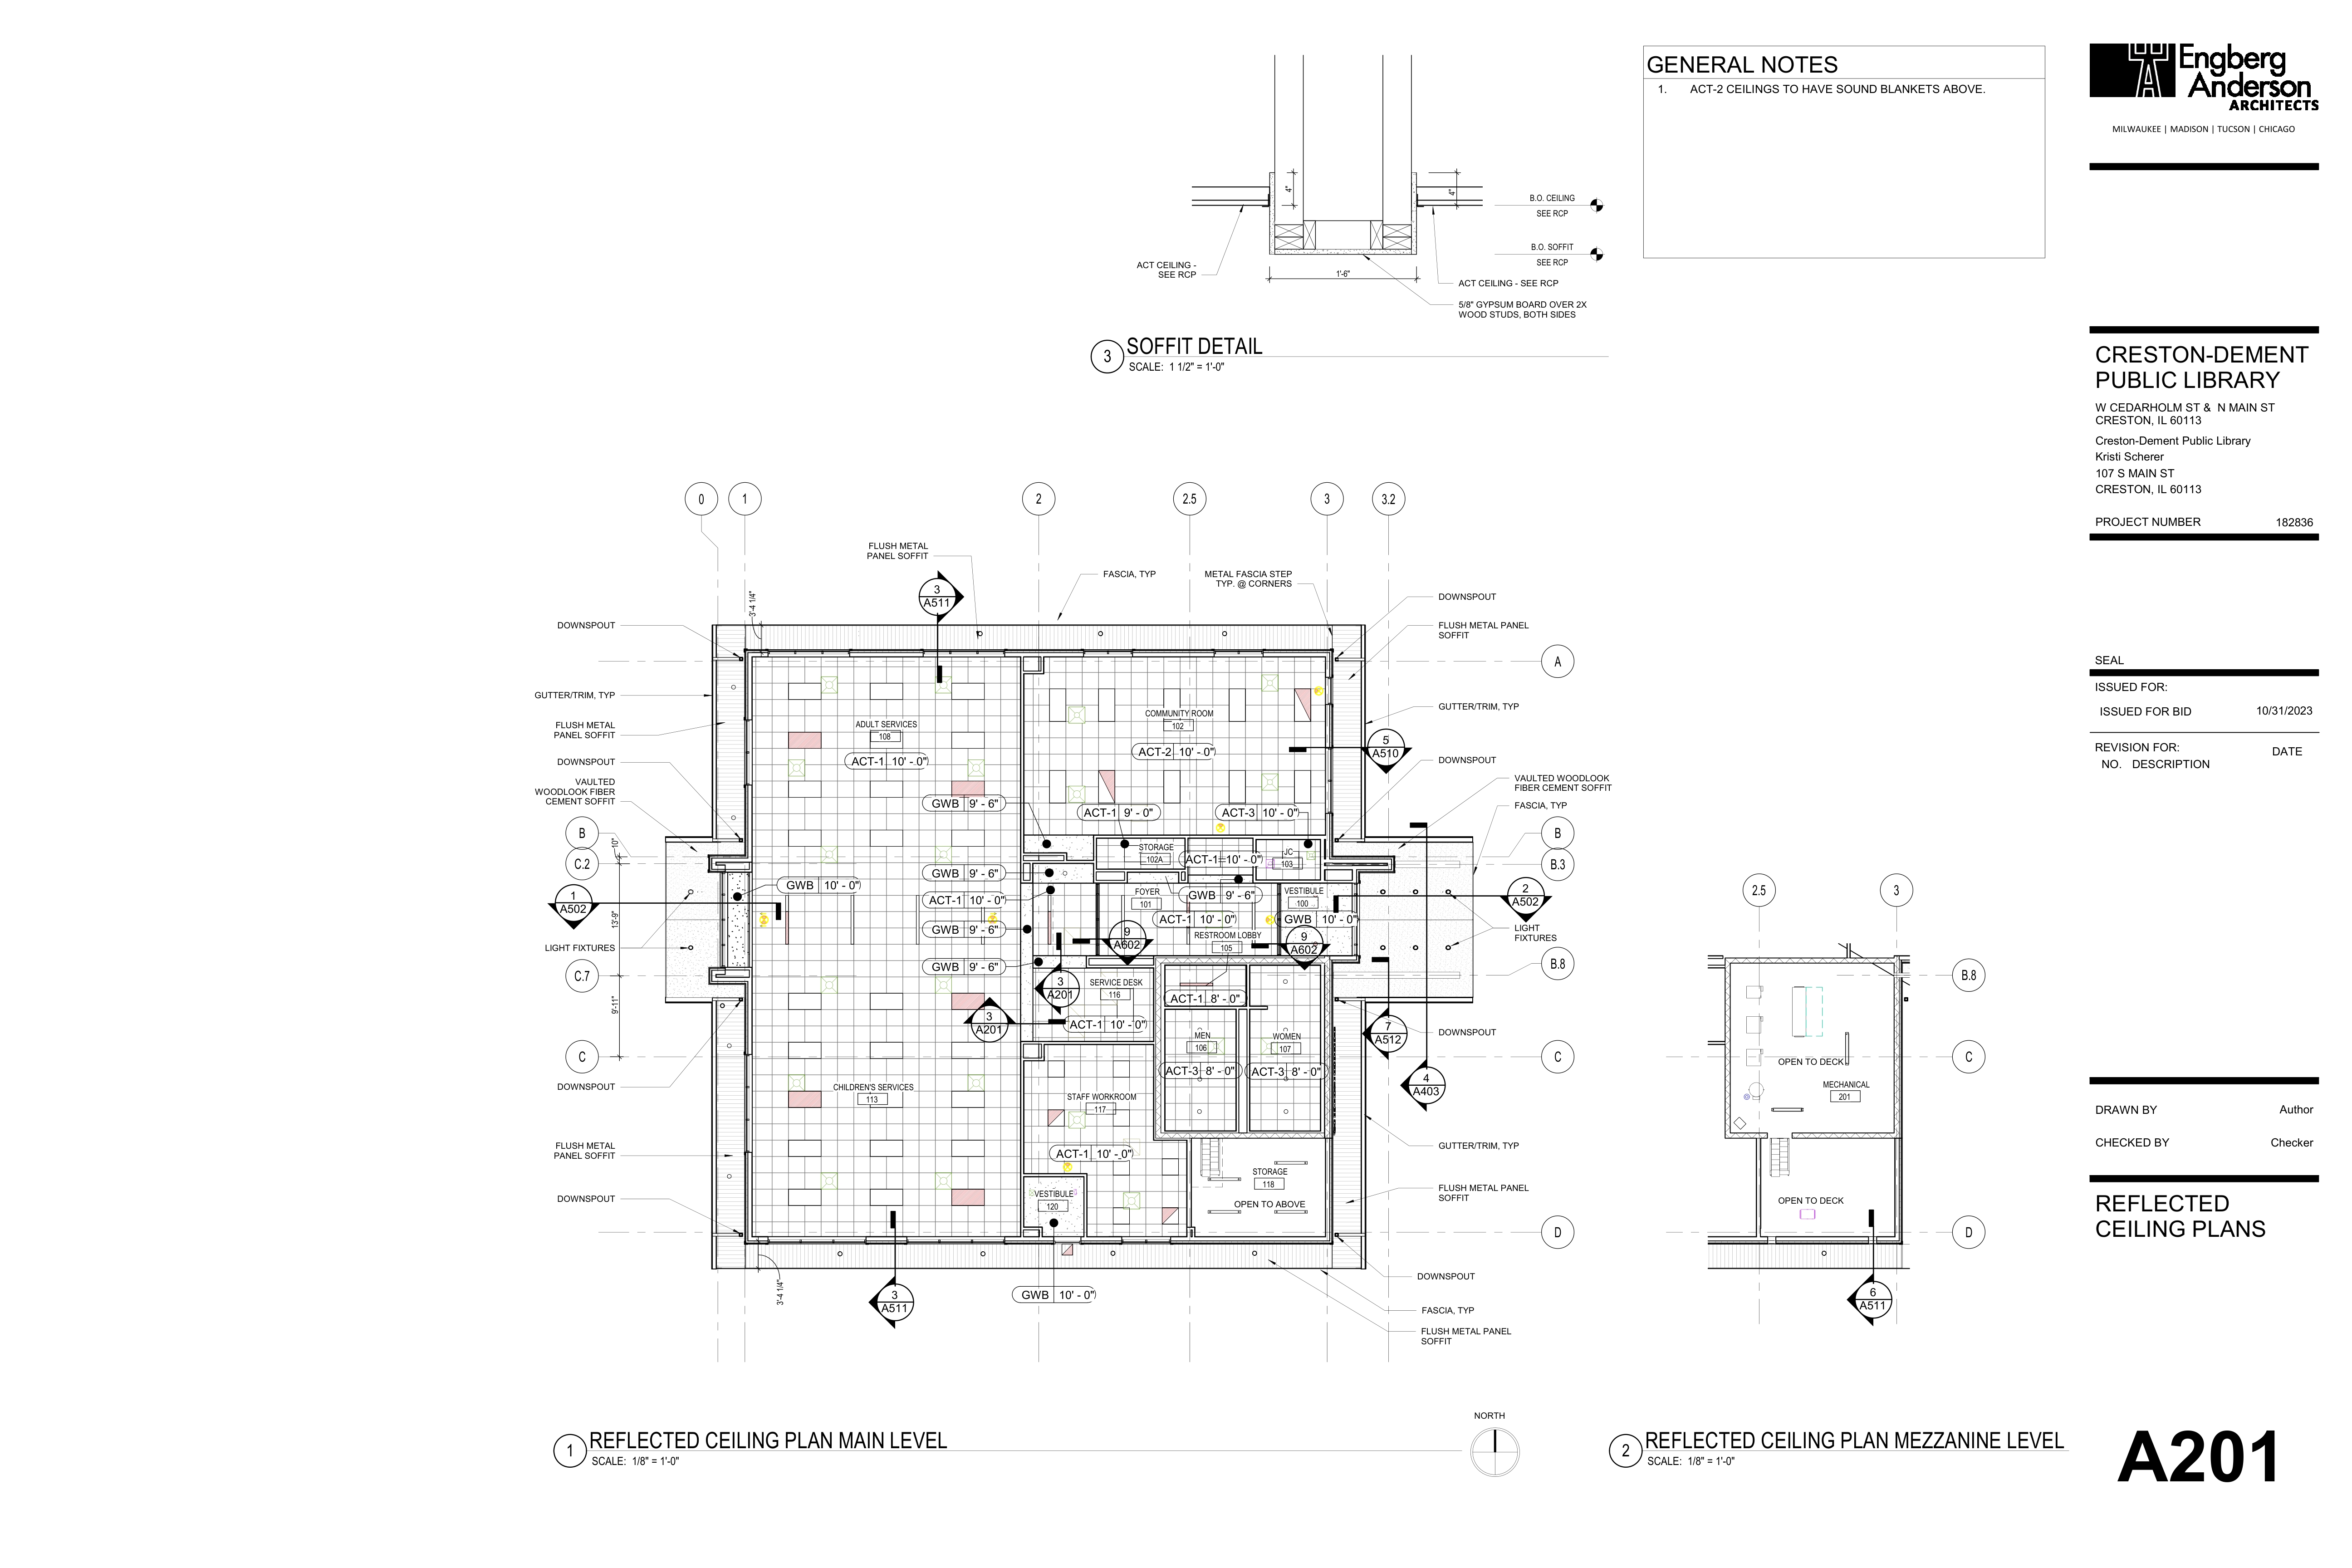 GENERAL NOTES
1. ACT-2 CEILINGS TO HAVE SOUND BLANKETS ABOVE.
Engberg
Anderson
ARCHITECTS
MILWAUKEE | MADISON | TUCSON | CHICAGO
CRESTON-DEMENT
PUBLIC LIBRARY
W CEDARHOLM ST & N MAIN ST
CRESTON, IL 60113
Creston-Dement Public Library
Kristi Scherer
107 S MAIN ST
CRESTON, IL 60113
PROJECT NUMBER 182836
SEAL
ISSUED FOR:
ISSUED FOR BID 10/31/2023
REVISION FOR:
NO. DESCRIPTION DATE
DRAWN BY Author
CHECKED BY Checker
REFLECTED
CEILING PLANS
A201
4"
4"
B.O. CEILING
SEE RCP
B.O. SOFFIT
SEE RCP
ACT CEILING -
SEE RCP
1'-6"
ACT CEILING - SEE RCP
5/8" GYPSUM BOARD OVER 2X
WOOD STUDS, BOTH SIDES
3
SOFFIT DETAIL
SCALE: 1 1/2" = 1'-0"
0
1
2
2.5
3
3.2
FLUSH METAL
PANEL SOFFIT
FASCIA, TYP
METAL FASCIA STEP
TYP. @ CORNERS
3
A511
3'-4 1/4"
DOWNSPOUT
GUTTER/TRIM, TYP
FLUSH METAL
PANEL SOFFIT
DOWNSPOUT
VAULTED
WOODLOOK FIBER
CEMENT SOFFIT
B
C.2
10"
1
A502
13'-9"
LIGHT FIXTURES
C.7
9'-11"
C
DOWNSPOUT
FLUSH METAL
PANEL SOFFIT
DOWNSPOUT
3'-4 1/4"
3
A511
DOWNSPOUT
FLUSH METAL PANEL
SOFFIT
A
GUTTER/TRIM, TYP
5
A510
DOWNSPOUT
VAULTED WOODLOOK
FIBER CEMENT SOFFIT
FASCIA, TYP
B
B.3
2
A502
LIGHT
FIXTURES
B.8
DOWNSPOUT
7
A512
C
4
A403
GUTTER/TRIM, TYP
FLUSH METAL PANEL
SOFFIT
D
DOWNSPOUT
FASCIA, TYP
FLUSH METAL PANEL
SOFFIT
ADULT SERVICES
108
ACT-1 10' - 0"
COMMUNITY ROOM
102
ACT-2 10' - 0"
GWB 9' - 6"
ACT-1 9' - 0"
ACT-3 10' - 0"
STORAGE
102A
ACT-1 10' - 0"
JC
103
GWB 9' - 6"
GWB 10' - 0"
ACT-1 10' - 0"
FOYER
101
GWB 9' - 6"
VESTIBULE
100
ACT-1 10' - 0"
GWB 10' - 0"
GWB 9' - 6"
9
A602
RESTROOM LOBBY
105
9
A602
GWB 9' - 6"
3
A201
SERVICE DESK
116
ACT-1 8' - 0"
3
A201
ACT-1 10' - 0"
MEN
106
WOMEN
107
ACT-3 8' - 0"
ACT-3 8' - 0"
CHILDREN'S SERVICES
113
STAFF WORKROOM
117
ACT-1 10' - 0"
VESTIBULE
120
STORAGE
118
OPEN TO ABOVE
GWB 10' - 0"
1
REFLECTED CEILING PLAN MAIN LEVEL
SCALE: 1/8" = 1'-0"
NORTH
2.5
3
B.8
OPEN TO DECK
C
MECHANICAL
201
OPEN TO DECK
D
6
A511
2
REFLECTED CEILING PLAN MEZZANINE LEVEL
SCALE: 1/8" = 1'-0"